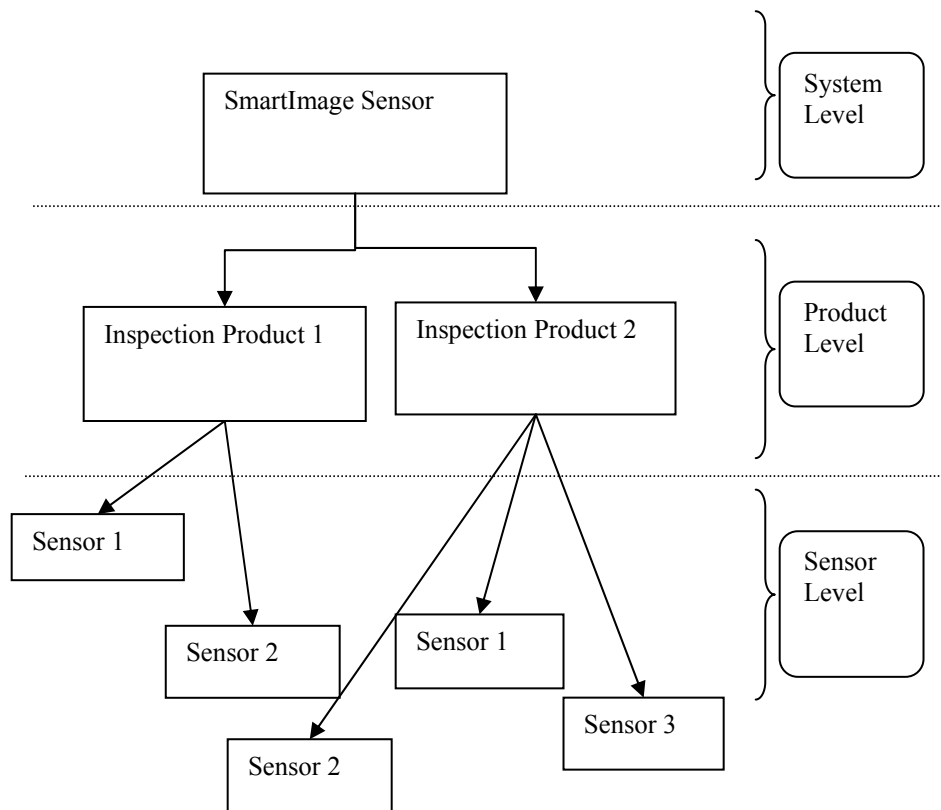 SmartImage Sensor
System
Level
Inspection Product 1
Inspection Product 2
Product
Level
Sensor 1
Sensor 2
Sensor 1
Sensor 2
Sensor 3
Sensor
Level